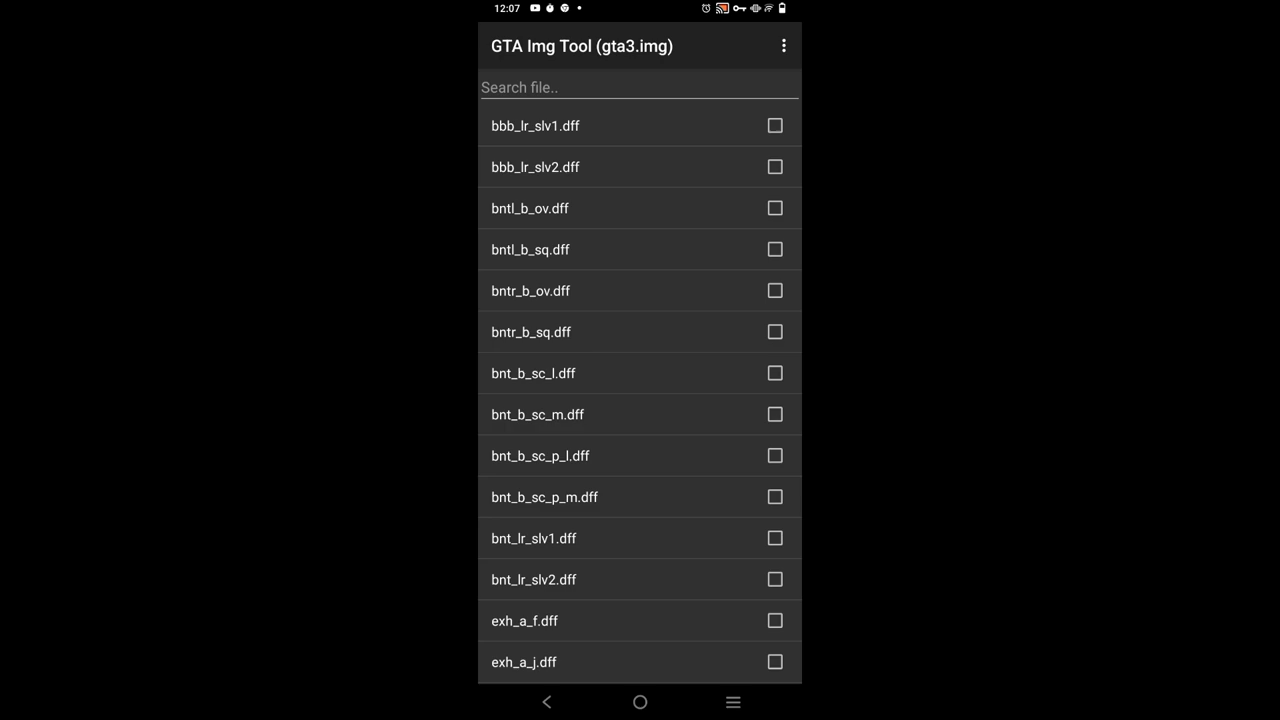 12:07
GTA Img Tool (gta3.img)
Search file..
bbb_lr_slv1.dff
bbb_lr_slv2.dff
bntl_b_ov.dff
bntl_b_sq.dff
bntr_b_ov.dff
bntr_b_sq.dff
bnt_b_sc_l.dff
bnt_b_sc_m.dff
bnt_b_sc_p_l.dff
bnt_b_sc_p_m.dff
bnt_lr_slv1.dff
bnt_lr_slv2.dff
exh_a_f.dff
exh_a_j.dff